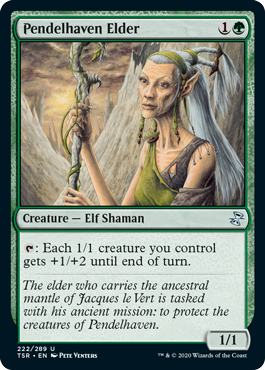 Pendelhaven Elder 1
Creature — Elf Shaman
: Each 1/1 creature you control
gets +1/+2 until end of turn.
The elder who carries the ancestral
mantle of Jacques le Vert is tasked
with his ancient mission: to protect the
creatures of Pendelhaven.
1/1
222/289 U
TSR • EN PETE VENTERS
™ & © 2020 Wizards of the Coast